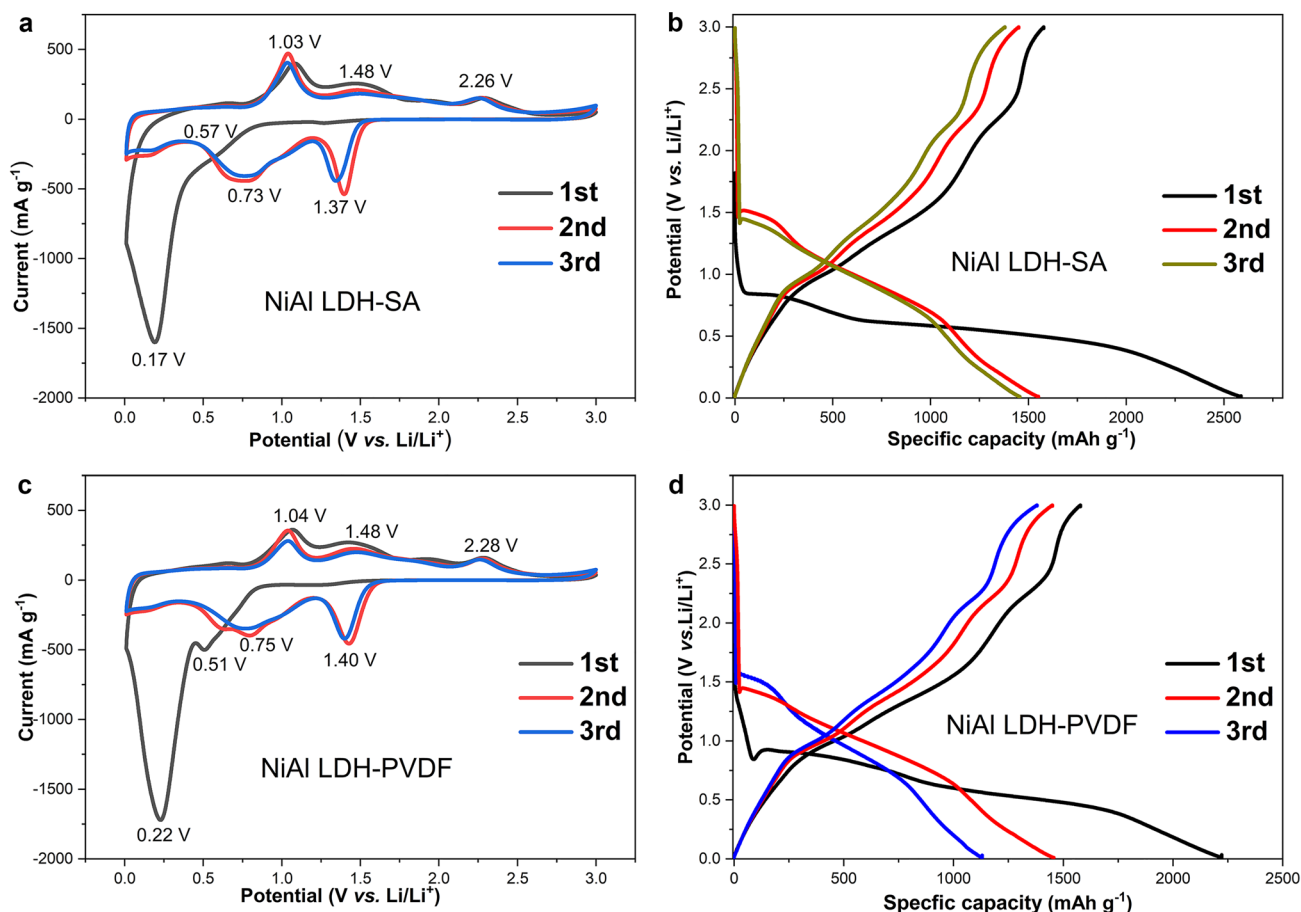 a
Current (mA g⁻¹)
500
0
-500
-1000
-1500
-2000
1.03 V
1.48 V
2.26 V
0.57 V
0.73 V
1.37 V
0.17 V
1st
2nd
3rd
NiAl LDH-SA
0.0 0.5 1.0 1.5 2.0 2.5 3.0
Potential (V vs. Li/Li⁺)
b
Potential (V vs. Li/Li⁺)
3.0
2.5
2.0
1.5
1.0
0.5
0.0
1st
2nd
3rd
NiAl LDH-SA
0 500 1000 1500 2000 2500
Specific capacity (mAh g⁻¹)
c
Current (mA g⁻¹)
500
0
-500
-1000
-1500
-2000
1.04 V
1.48 V
2.28 V
0.51 V
0.75 V
1.40 V
0.22 V
1st
2nd
3rd
NiAl LDH-PVDF
0.0 0.5 1.0 1.5 2.0 2.5 3.0
Potential (V vs. Li/Li⁺)
d
Potential (V vs.Li/Li⁺)
3.0
2.5
2.0
1.5
1.0
0.5
0.0
1st
2nd
3rd
NiAl LDH-PVDF
0 500 1000 1500 2000 2500
Specfic capacity (mAh g⁻¹)